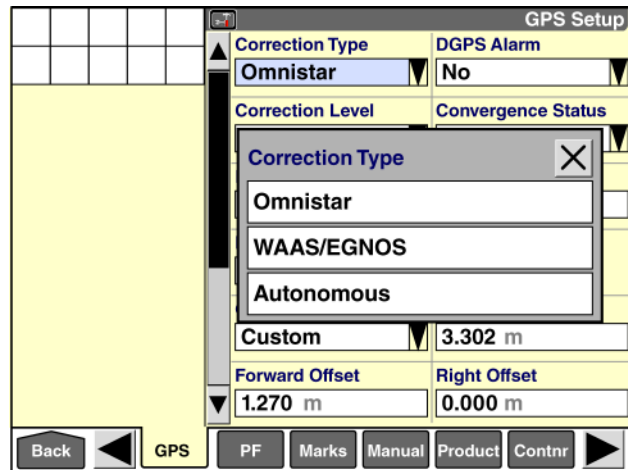 GPS Setup
Correction Type DGPS Alarm
Omnistar No
Correction Level Convergence Status
Correction Type
Omnistar
WAAS/EGNOS
Autonomous
Custom 3.302 m
Forward Offset Right Offset
1.270 m 0.000 m
Back GPS PF Marks Manual Product Contnr